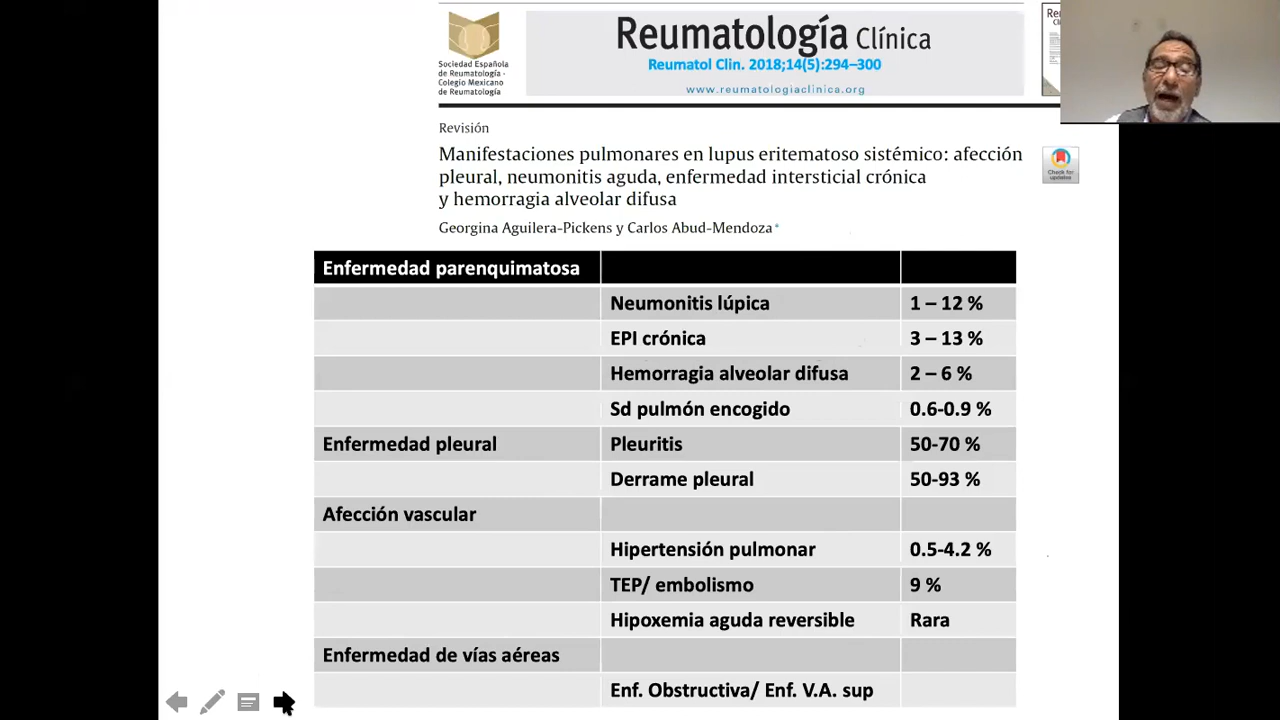 Sociedad Española
de Reumatología -
Colegio Mexicano
de Reumatología
Reumatología Clínica
Reumatol Clin. 2018;14(5):294–300
www.reumatologiaclinica.org
Revisión
Manifestaciones pulmonares en lupus eritematoso sistémico: afección
pleural, neumonitis aguda, enfermedad intersticial crónica
y hemorragia alveolar difusa
Check for
updates
Georgina Aguilera-Pickens y Carlos Abud-Mendoza*
Enfermedad parenquimatosa
Neumonitis lúpica 1 – 12 %
EPI crónica 3 – 13 %
Hemorragia alveolar difusa 2 – 6 %
Sd pulmón encogido 0.6-0.9 %
Enfermedad pleural Pleuritis 50-70 %
Derrame pleural 50-93 %
Afección vascular
Hipertensión pulmonar 0.5-4.2 %
TEP/ embolismo 9 %
Hipoxemia aguda reversible Rara
Enfermedad de vías aéreas
Enf. Obstructiva/ Enf. V.A. sup